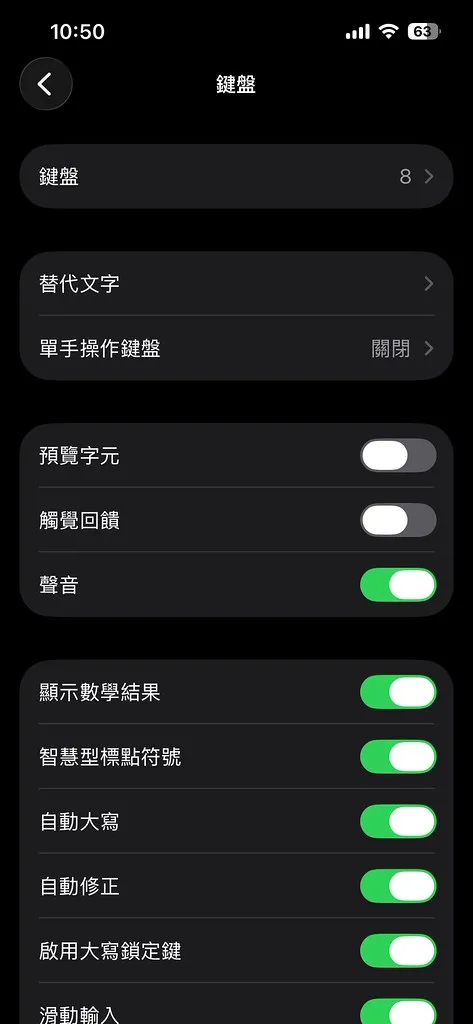 10:50
63
鍵盤
鍵盤 8
替代文字
單手操作鍵盤 關閉
預覽字元
觸覺回饋
聲音
顯示數學結果
智慧型標點符號
自動大寫
自動修正
啟用大寫鎖定鍵
滑動輸入